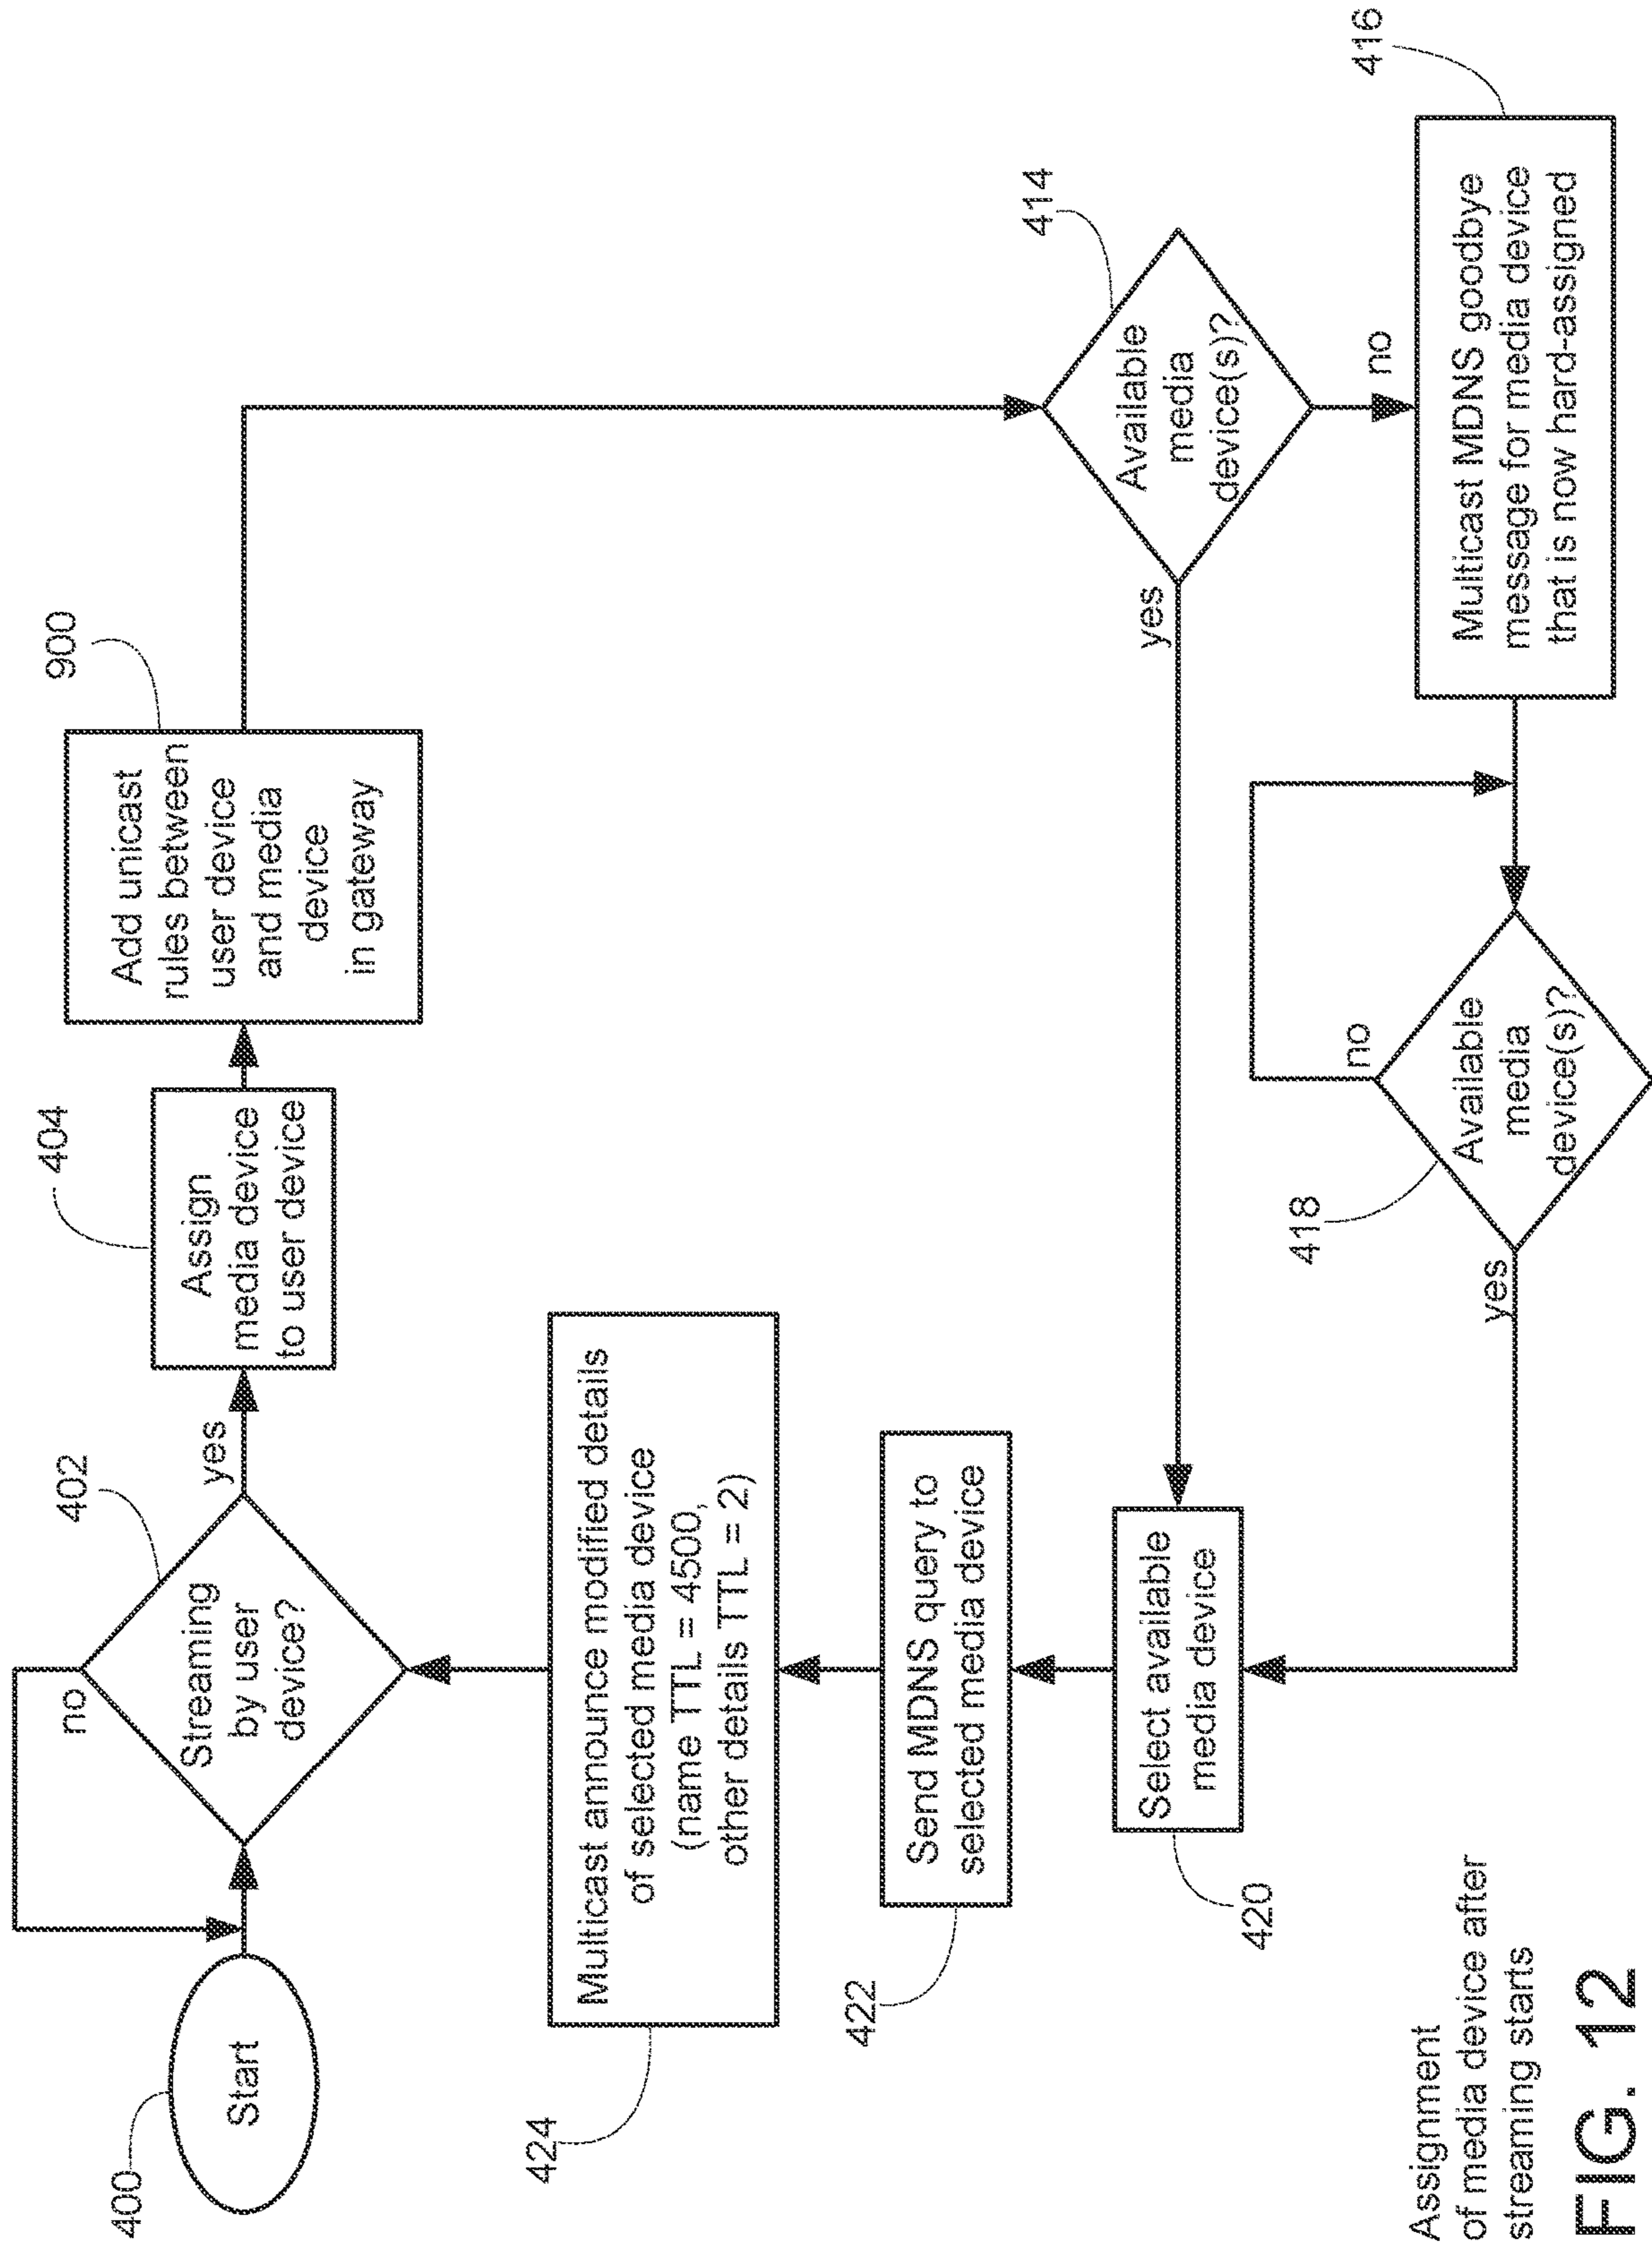 400
Start
no
402
Streaming
by user
device?
yes
404
Assign
media device
to user device
900
Add unicast
rules between
user device
and media
device
in gateway
414
Available
media
device(s)?
yes
no
416
Multicast MDNS goodbye
message for media device
that is now hard-assigned
418
Available
media
device(s)?
no
yes
420
Select available
media device
422
Send MDNS query to
selected media device
424
Multicast announce modified details
of selected media device
(name TTL = 4500,
other details TTL = 2)
Assignment
of media device after
streaming starts
FIG. 12